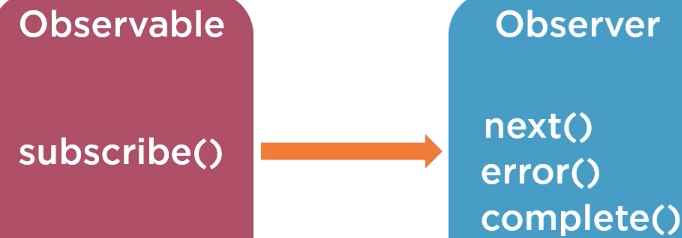 Observable
subscribe()
Observer
next()
error()
complete()